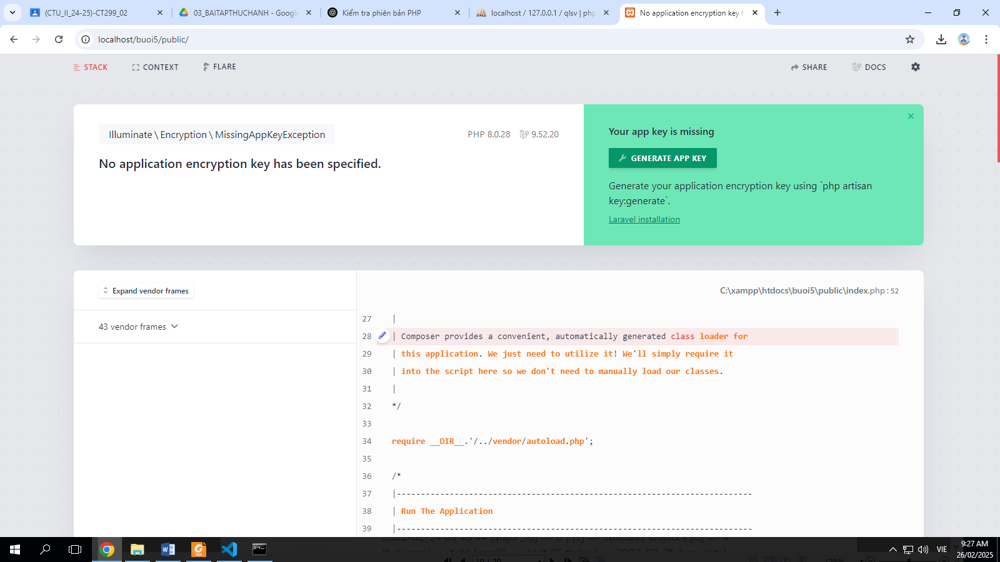 (CTU_II_24-25)-CT299_02
03_BAITAPTHUCHANH - Google
Kiểm tra phiên bản PHP
localhost / 127.0.0.1 / qlsv | php
No application encryption key h
localhost/buoi5/public/
STACK
CONTEXT
FLARE
SHARE
DOCS
Illuminate \ Encryption \ MissingAppKeyException
PHP 8.0.28
9.52.20
No application encryption key has been specified.
Your app key is missing
GENERATE APP KEY
Generate your application encryption key using `php artisan
key:generate`.
Laravel installation
Expand vendor frames
43 vendor frames
C:\xampp\htdocs\buoi5\public\index.php:52
27 |
28 | Composer provides a convenient, automatically generated class loader for
29 | this application. We just need to utilize it! We'll simply require it
30 | into the script here so we don't need to manually load our classes.
31 |
32 */
33
34 require __DIR__.'/../vendor/autoload.php';
35
36 /*
37 |--------------------------------------------------------------------------
38 | Run The Application
39 |--------------------------------------------------------------------------
VIE
9:27 AM
26/02/2025